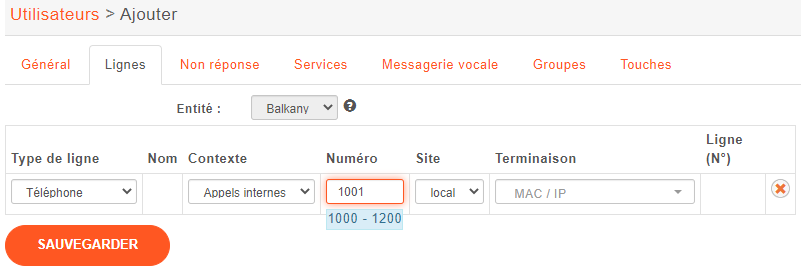 Utilisateurs > Ajouter
Général Lignes Non réponse Services Messagerie vocale Groupes Touches
Entité : Balkany ?
Type de ligne Nom Contexte Numéro Site Terminaison Ligne (N°)
Téléphone Appels internes 1001 local MAC / IP
1000 - 1200
SAUVEGARDER